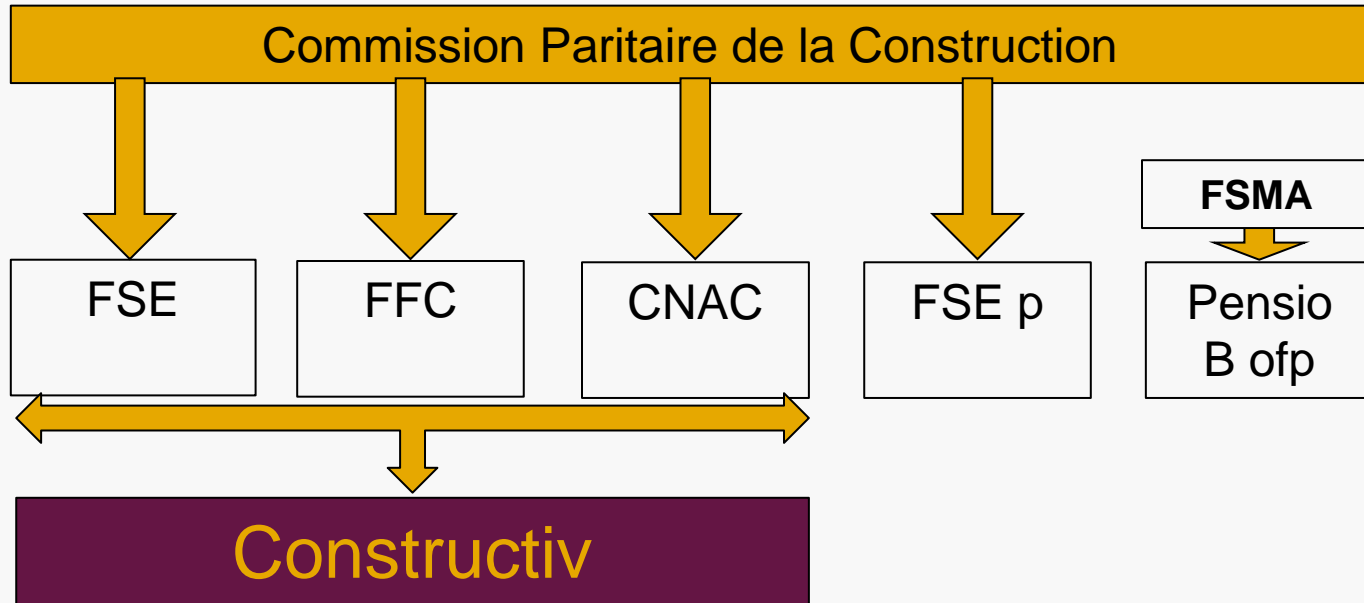 Commission Paritaire de la Construction
FSMA
FSE
FFC
CNAC
FSE p
Pensio
B ofp
Constructiv